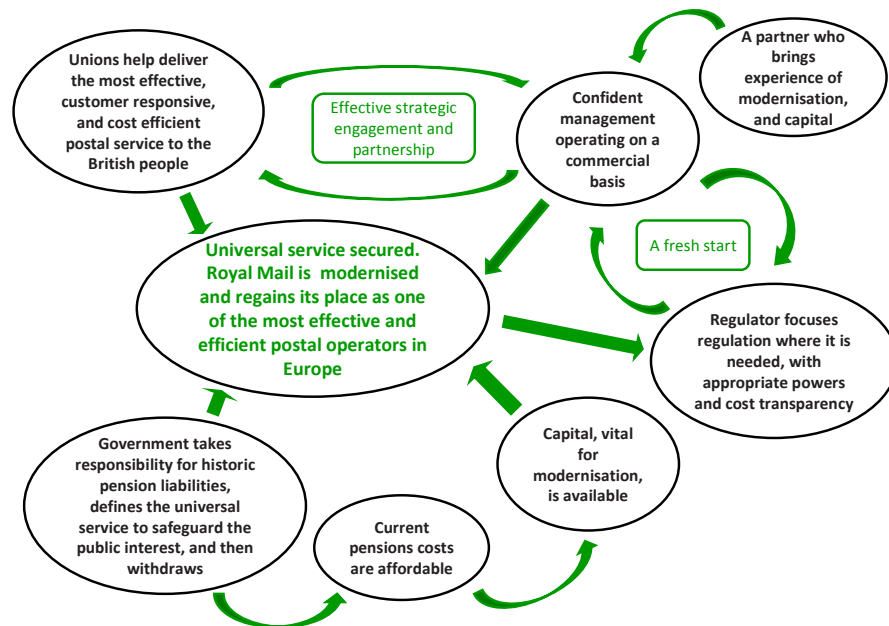 Unions help deliver
the most effective,
customer responsive,
and cost efficient
postal service to the
British people
Effective strategic
engagement and
partnership
Confident
management
operating on a
commercial
basis
A partner who
brings
experience of
modernisation,
and capital
A fresh start
Universal service secured.
Royal Mail is modernised
and regains its place as one
of the most effective and
efficient postal operators in
Europe
Regulator focuses
regulation where it is
needed, with
appropriate powers
and cost transparency
Government takes
responsibility for historic
pension liabilities,
defines the universal
service to safeguard the
public interest, and then
withdraws
Current
pensions costs
are affordable
Capital, vital
for
modernisation,
is available